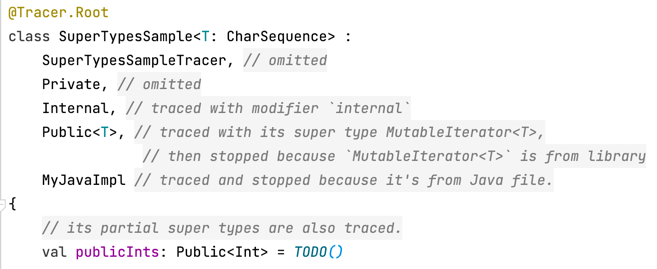 @Tracer.Root
class SuperTypesSample<T: CharSequence> :
SuperTypesSampleTracer, // omitted
Private, // omitted
Internal, // traced with modifier `internal`
Public<T>, // traced with its super type MutableIterator<T>,
// then stopped because `MutableIterator<T>` is from library
MyJavaImpl // traced and stopped because it's from Java file.
{
// its partial super types are also traced.
val publicInts: Public<Int> = TODO()